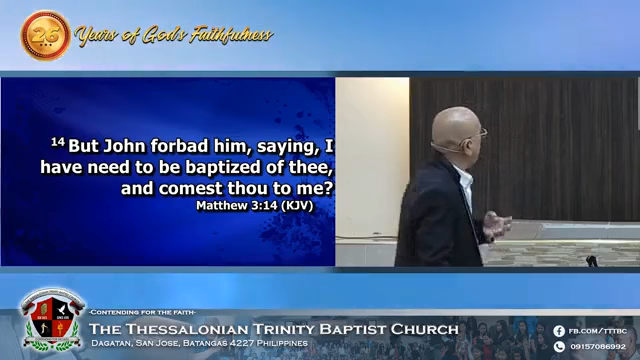 26
Years of God's Faithfulness
14 But John forbad him, saying, I
have need to be baptized of thee,
and comest thou to me?
Matthew 3:14 (KJV)
-Contending for the faith-
The Thessalonian Trinity Baptist Church
Dagatan, San Jose, Batangas 4227 Philippines
FB.COM/TTTBC
09157086992